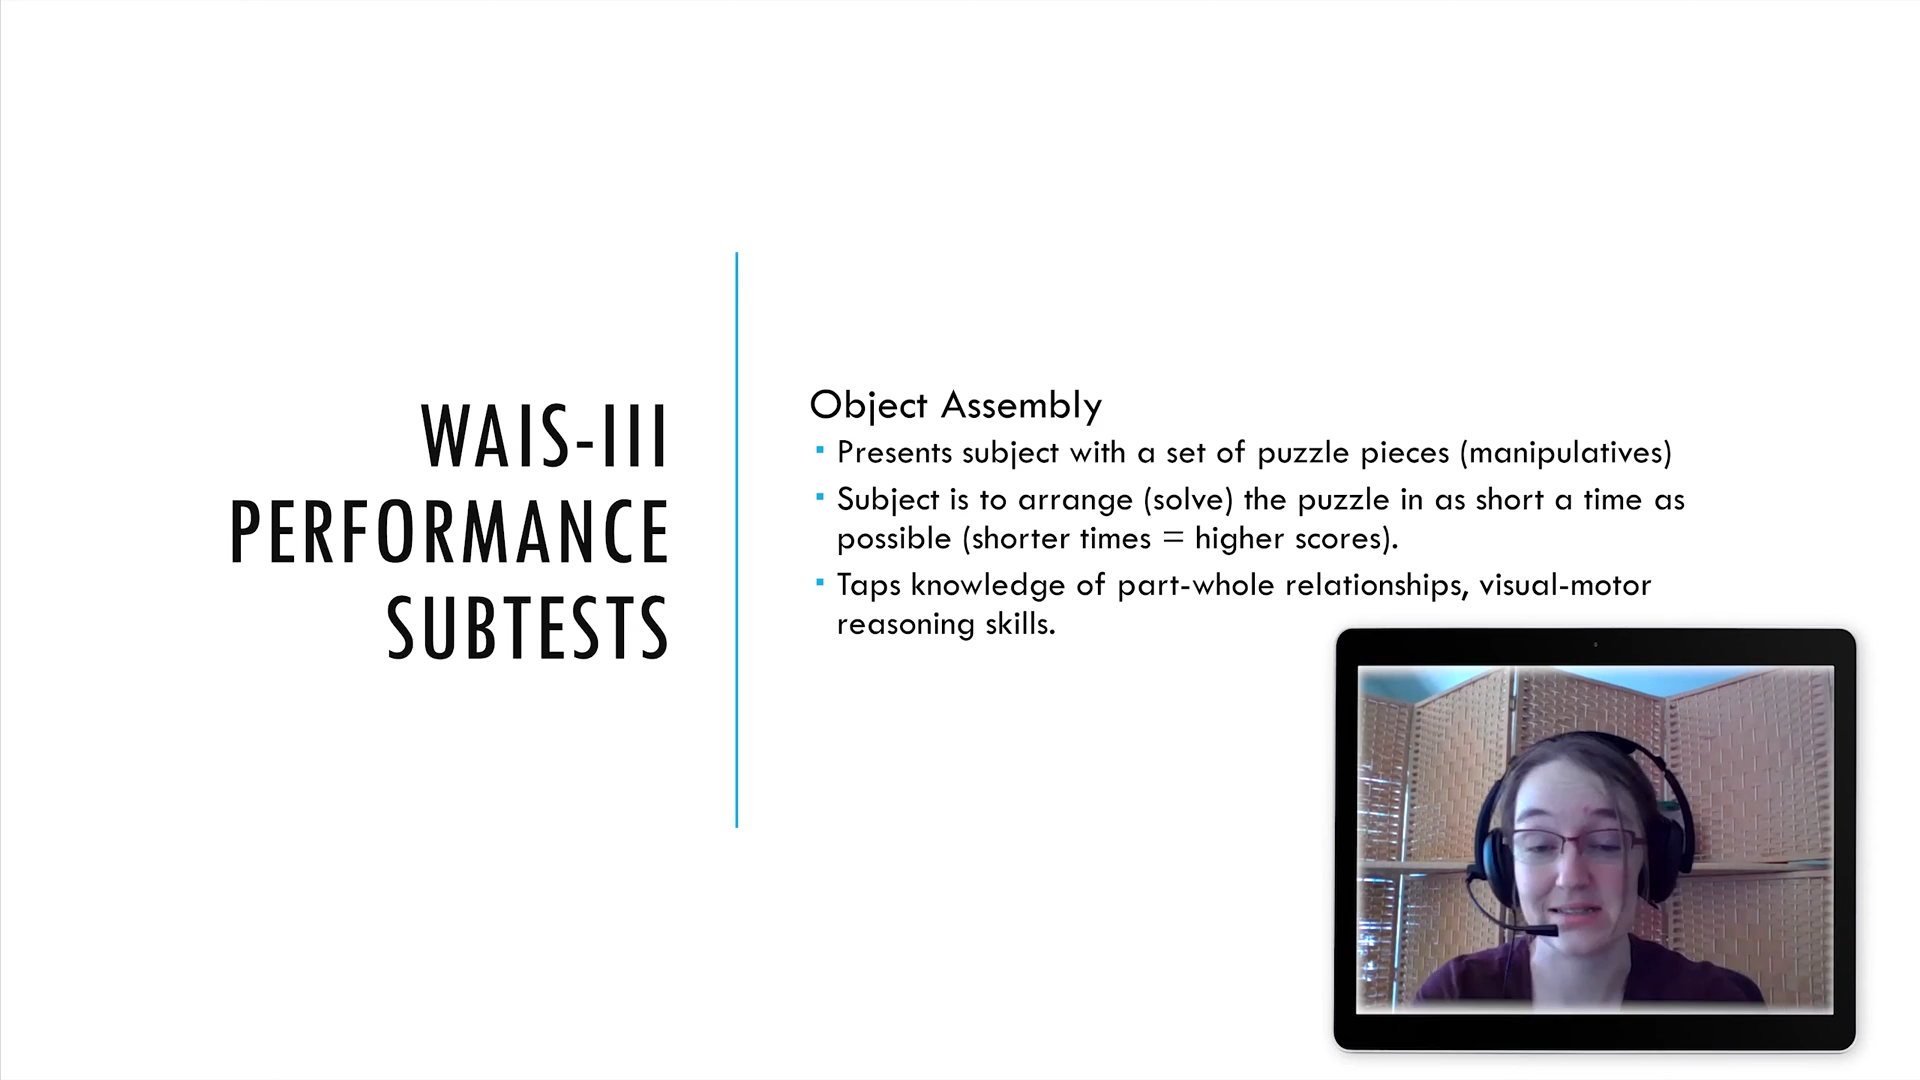 WAIS-III
PERFORMANCE
SUBTESTS
Object Assembly
▪ Presents subject with a set of puzzle pieces (manipulatives)
▪ Subject is to arrange (solve) the puzzle in as short a time as
possible (shorter times = higher scores).
▪ Taps knowledge of part-whole relationships, visual-motor
reasoning skills.